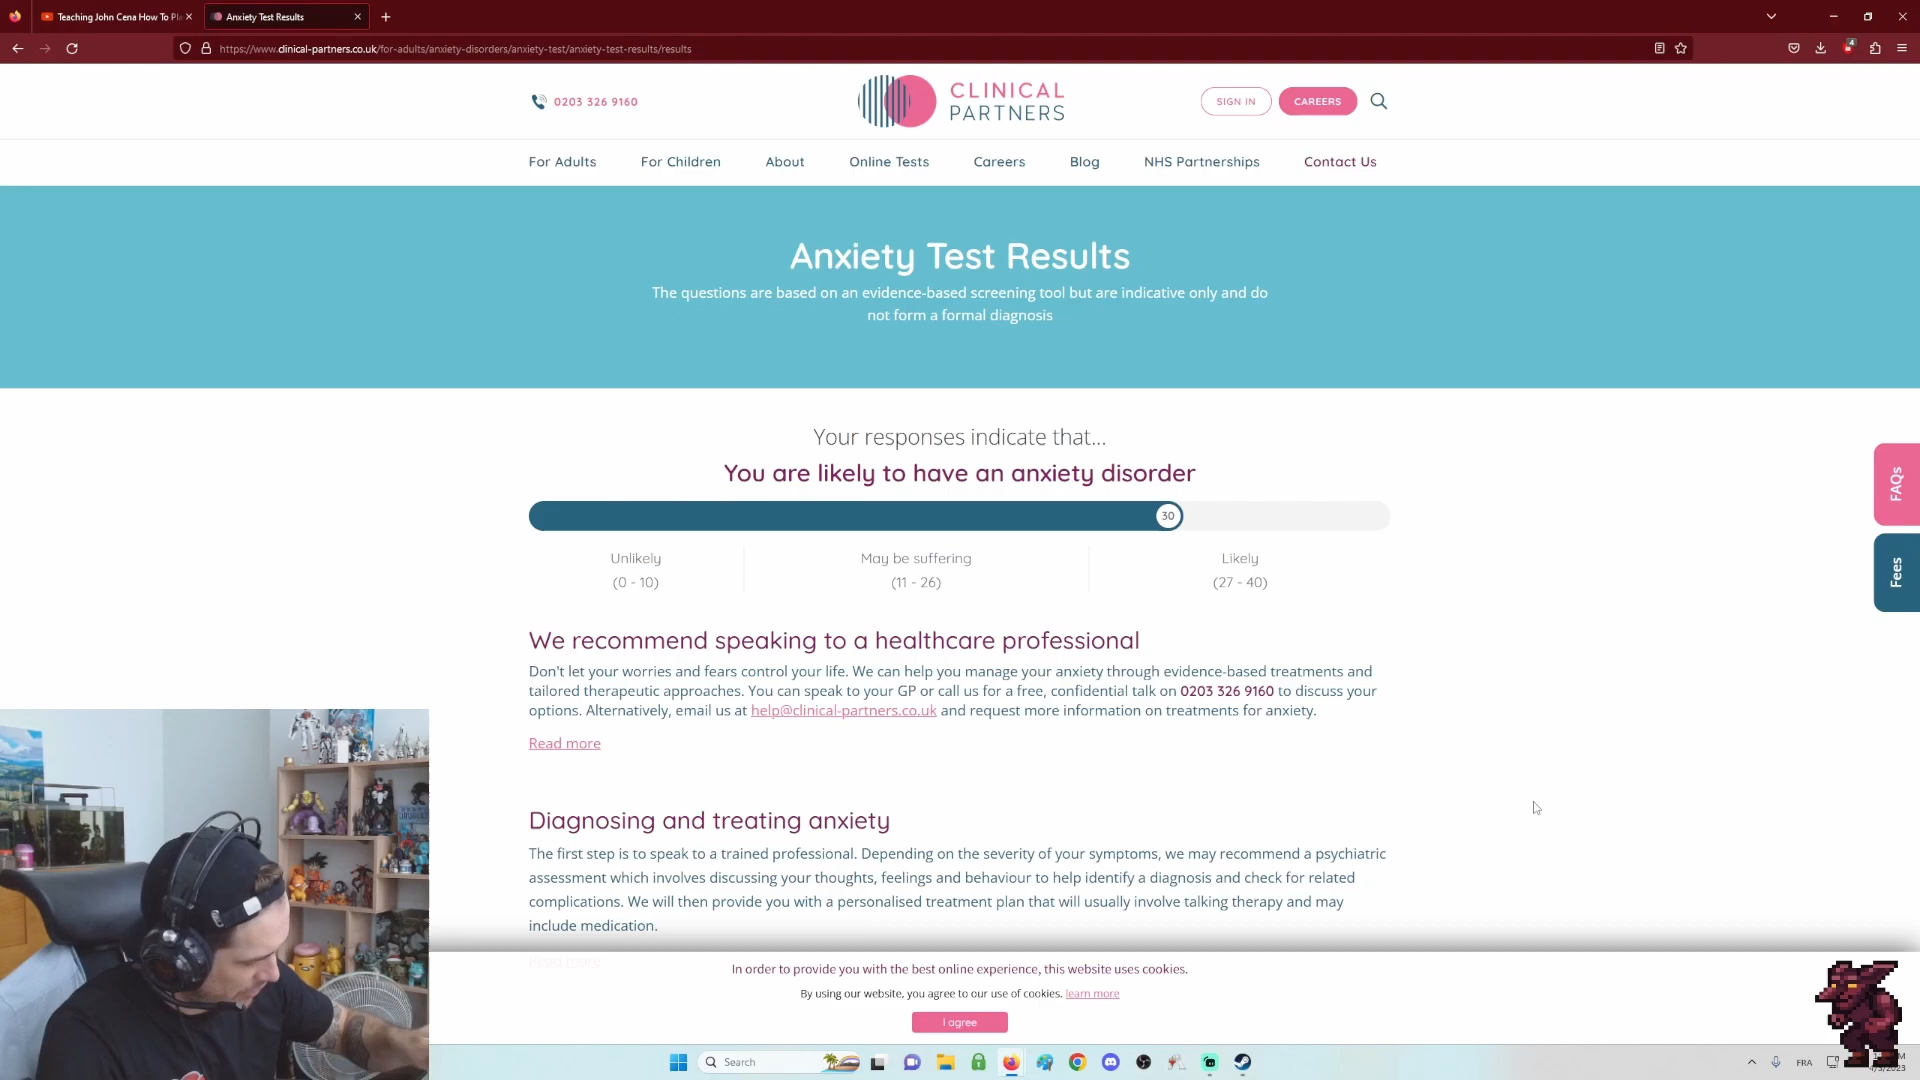 Teaching John Cena How To Pla
Anxiety Test Results
https://www.clinical-partners.co.uk/for-adults/anxiety-disorders/anxiety-test/anxiety-test-results/results
4
0203 326 9160
CLINICAL
PARTNERS
SIGN IN
CAREERS
For Adults
For Children
About
Online Tests
Careers
Blog
NHS Partnerships
Contact Us
Anxiety Test Results
The questions are based on an evidence-based screening tool but are indicative only and do
not form a formal diagnosis
Your responses indicate that...
You are likely to have an anxiety disorder
30
Unlikely
(0 - 10)
May be suffering
(11 - 26)
Likely
(27 - 40)
FAQs
Fees
We recommend speaking to a healthcare professional
Don't let your worries and fears control your life. We can help you manage your anxiety through evidence-based treatments and
tailored therapeutic approaches. You can speak to your GP or call us for a free, confidential talk on 0203 326 9160 to discuss your
options. Alternatively, email us at help@clinical-partners.co.uk and request more information on treatments for anxiety.
Read more
Diagnosing and treating anxiety
The first step is to speak to a trained professional. Depending on the severity of your symptoms, we may recommend a psychiatric
assessment which involves discussing your thoughts, feelings and behaviour to help identify a diagnosis and check for related
complications. We will then provide you with a personalised treatment plan that will usually involve talking therapy and may
include medication.
Read more
In order to provide you with the best online experience, this website uses cookies.
By using our website, you agree to our use of cookies. learn more
I agree
Search
FRA